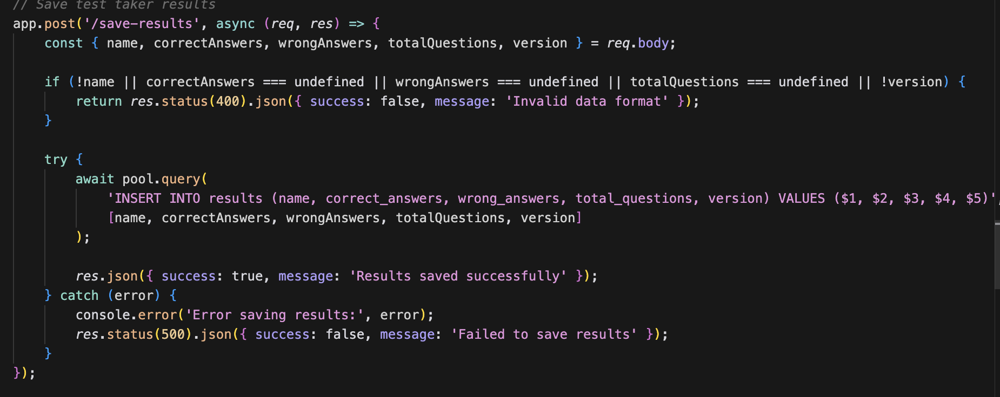 // Save test taker results
app.post('/save-results', async (req, res) => {
    const { name, correctAnswers, wrongAnswers, totalQuestions, version } = req.body;

    if (!name || correctAnswers === undefined || wrongAnswers === undefined || totalQuestions === undefined || !version) {
        return res.status(400).json({ success: false, message: 'Invalid data format' });
    }

    try {
        await pool.query(
            'INSERT INTO results (name, correct_answers, wrong_answers, total_questions, version) VALUES ($1, $2, $3, $4, $5)',
            [name, correctAnswers, wrongAnswers, totalQuestions, version]
        );

        res.json({ success: true, message: 'Results saved successfully' });
    } catch (error) {
        console.error('Error saving results:', error);
        res.status(500).json({ success: false, message: 'Failed to save results' });
    }
});